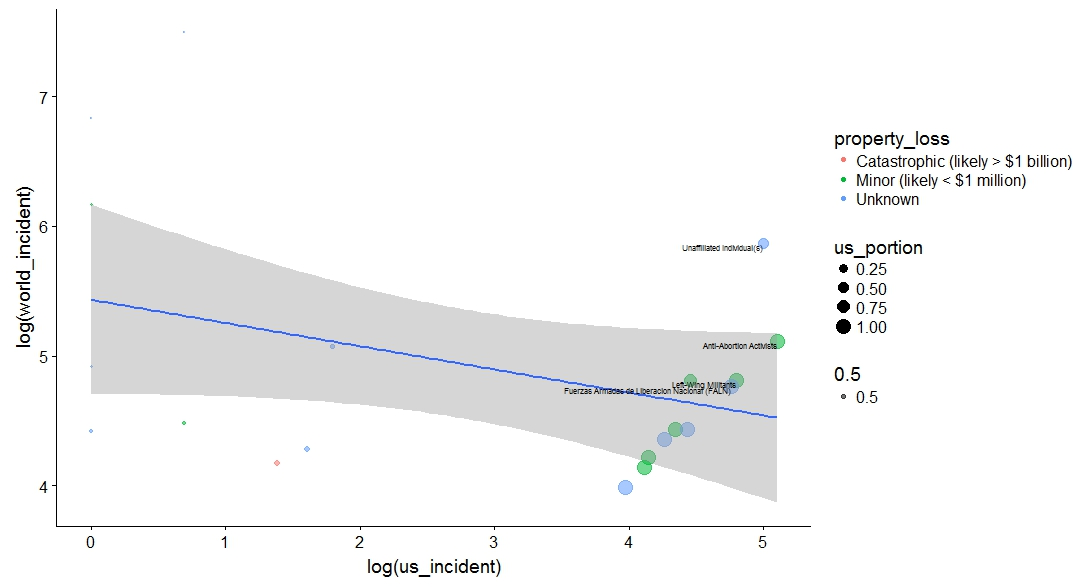 7
6
5
4
log(world_incident)
0
1
2
3
4
5
log(us_incident)
Unaffiliated Individual(s)
Anti-Abortion Activists
Left-Wing Militants
Fuerzas Armadas de Liberacion Nacional (FALN)
property_loss
Catastrophic (likely > $1 billion)
Minor (likely < $1 million)
Unknown
us_portion
0.25
0.50
0.75
1.00
0.5
0.5